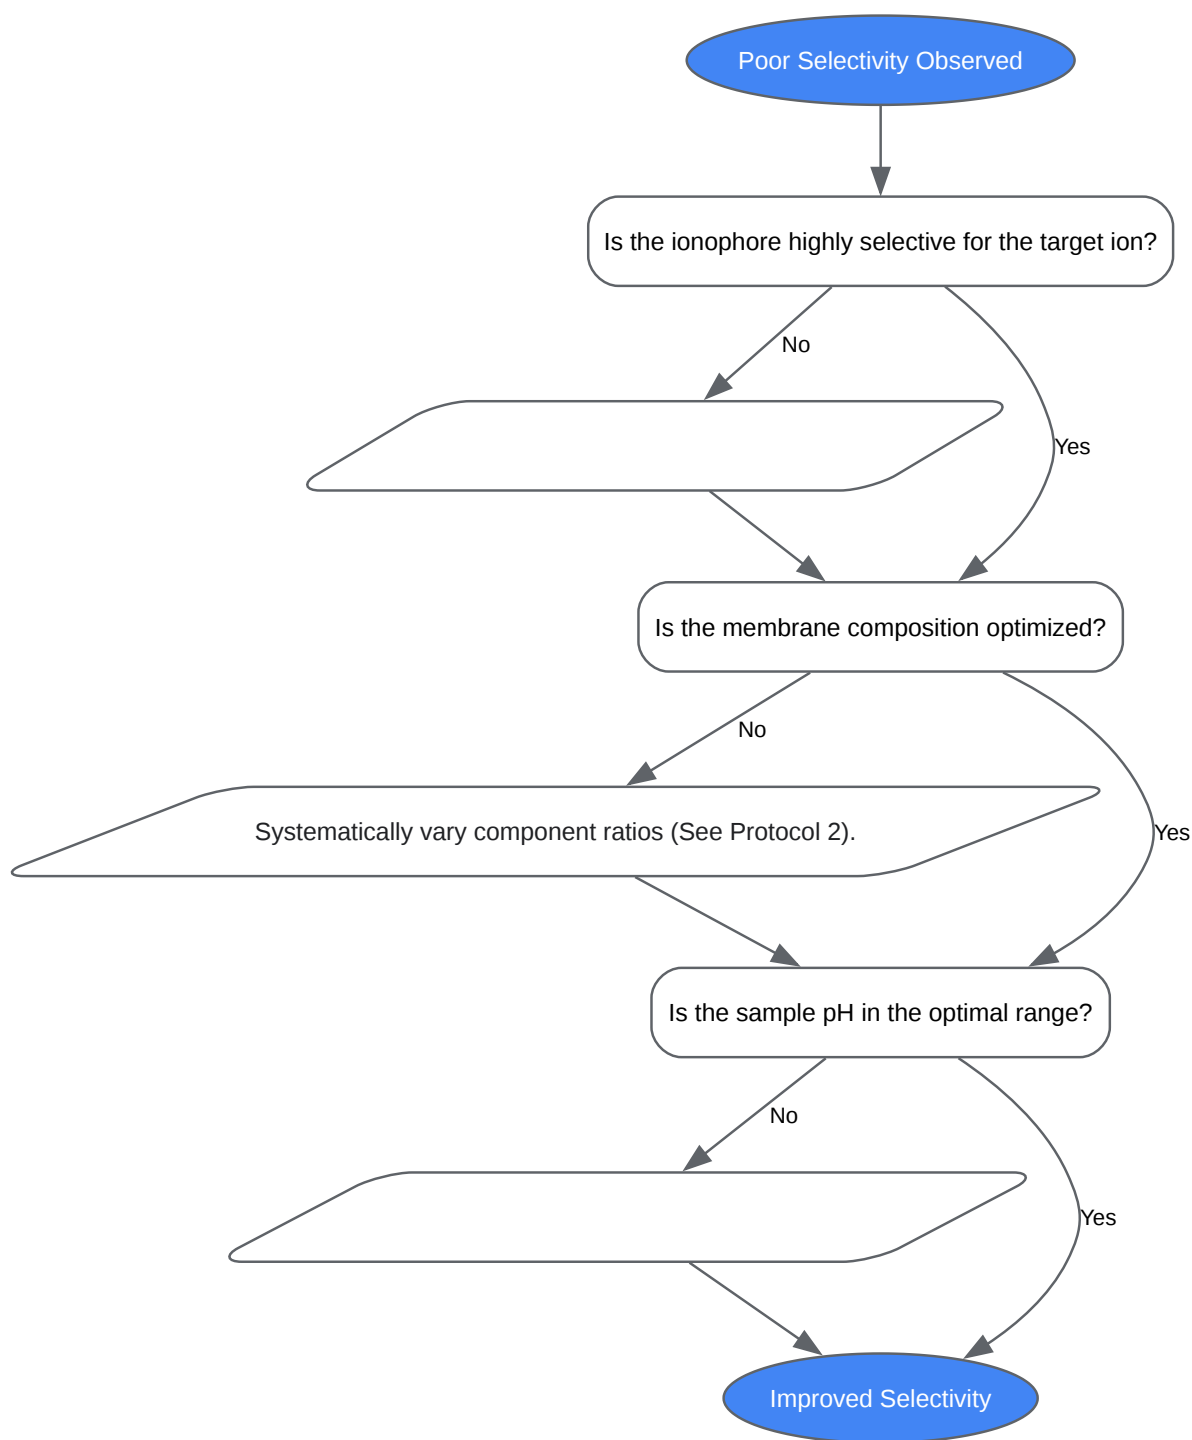 Poor Selectivity Observed
Is the ionophore highly selective for the target ion?
No
Yes
Is the membrane composition optimized?
No
Systematically vary component ratios (See Protocol 2).
Yes
Is the sample pH in the optimal range?
No
Yes
Improved Selectivity